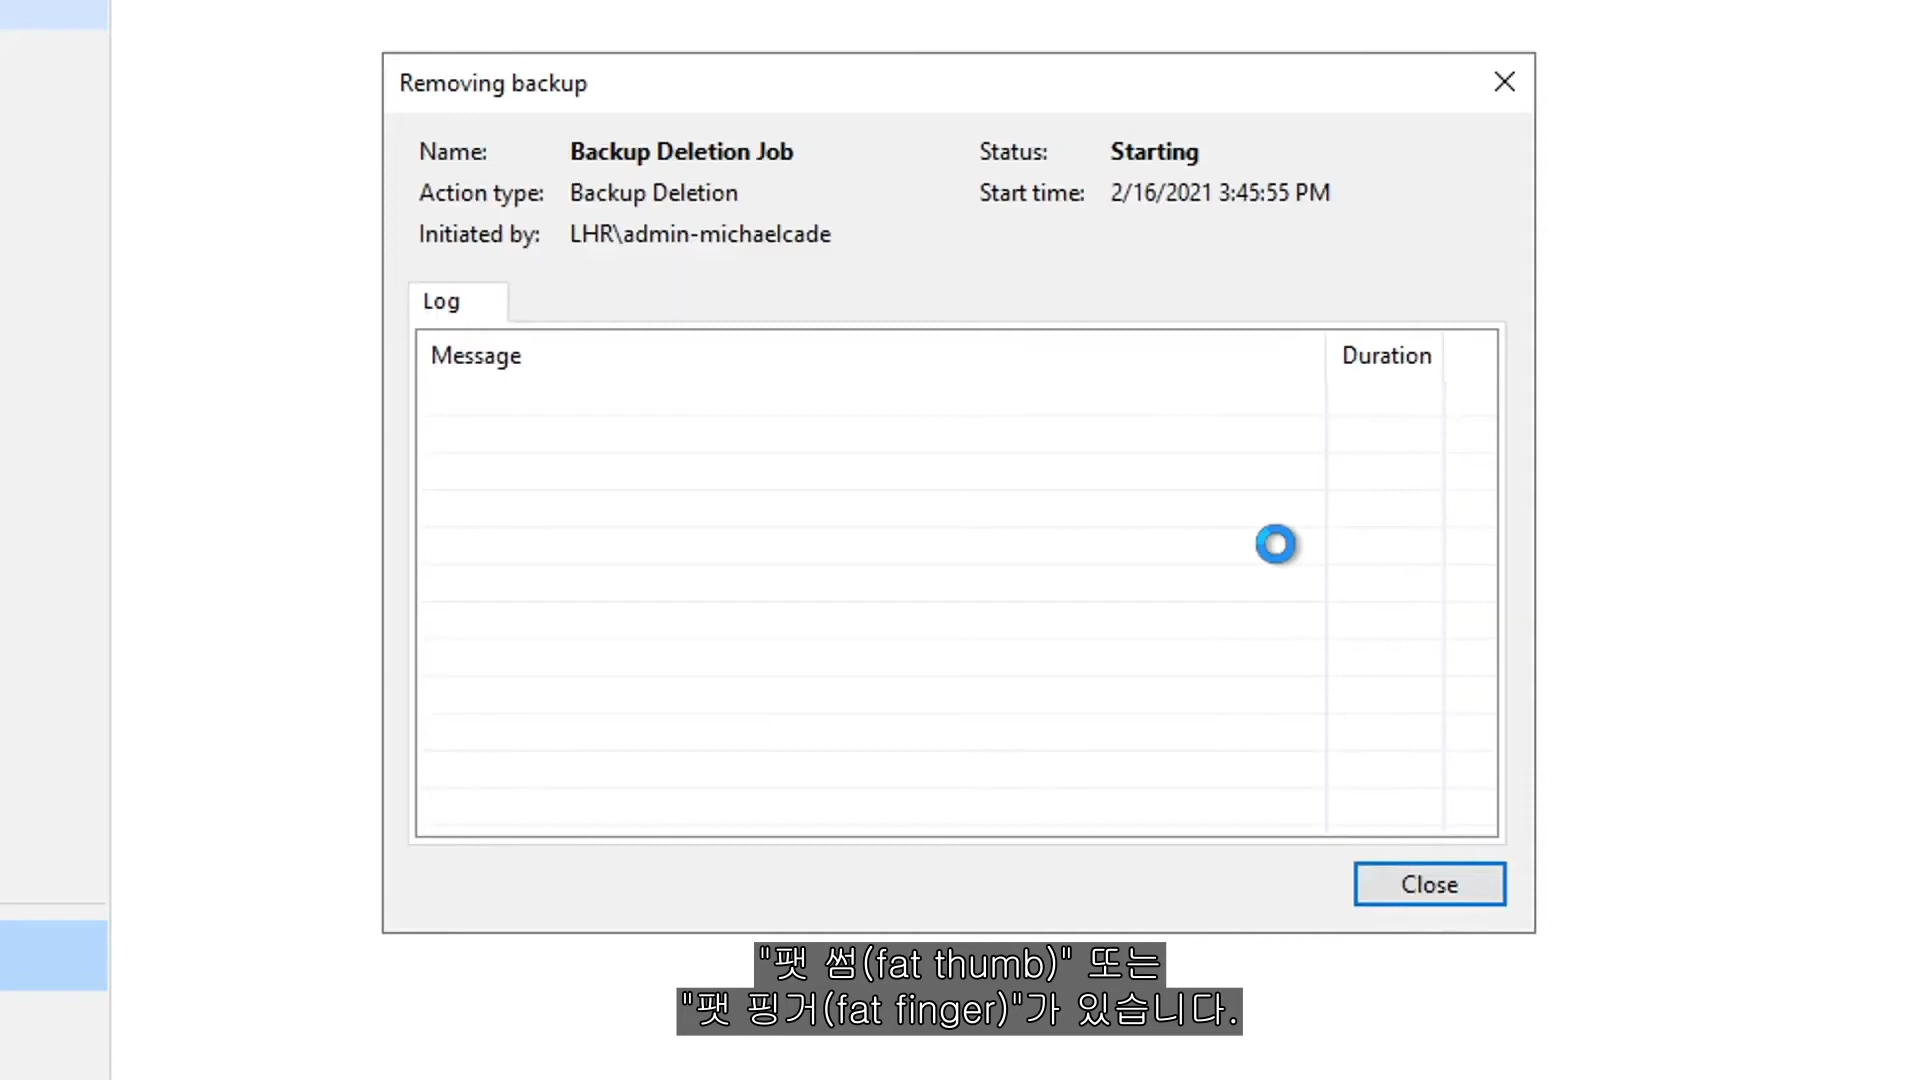 Removing backup
Name: Backup Deletion Job Status: Starting
Action type: Backup Deletion Start time: 2/16/2021 3:45:55 PM
Initiated by: LHR\admin-michaelcade
Log
Message Duration
Close
"팻 썸(fat thumb)" 또는
"팻 핑거(fat finger)"가 있습니다.